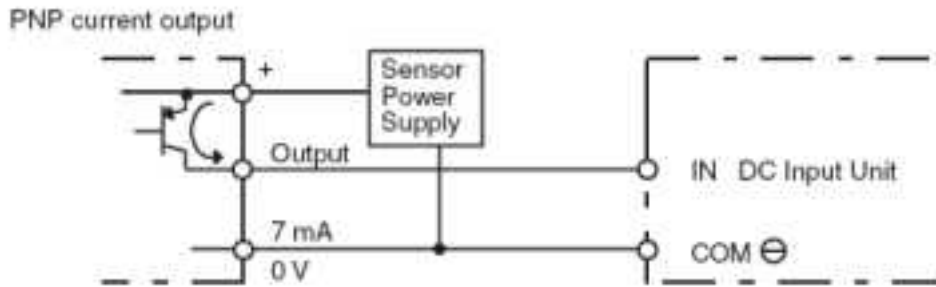 PNP current output
+
Sensor
Power
Supply
Output
IN DC Input Unit
7 mA
0 V
COM ⊖